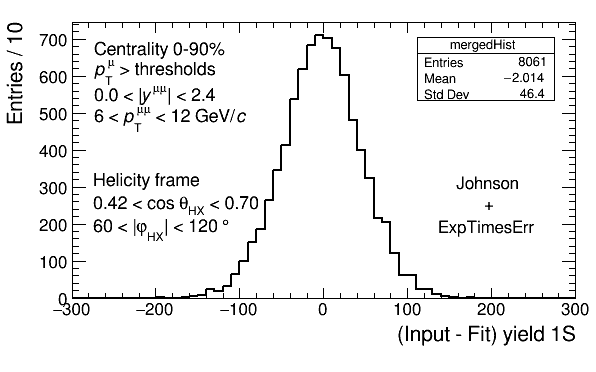 Entries / 10
700
600
500
400
300
200
100
0
−300
−200
−100
0
100
200
300
(Input - Fit) yield 1S
Centrality 0-90%
p_T^μ > thresholds
0.0 < |y^μμ| < 2.4
6 < p_T^μμ < 12 GeV/c
Helicity frame
0.42 < cos θ_HX < 0.70
60 < |φ_HX| < 120 °
mergedHist
Entries 8061
Mean −2.014
Std Dev 46.4
Johnson
+
ExpTimesErr